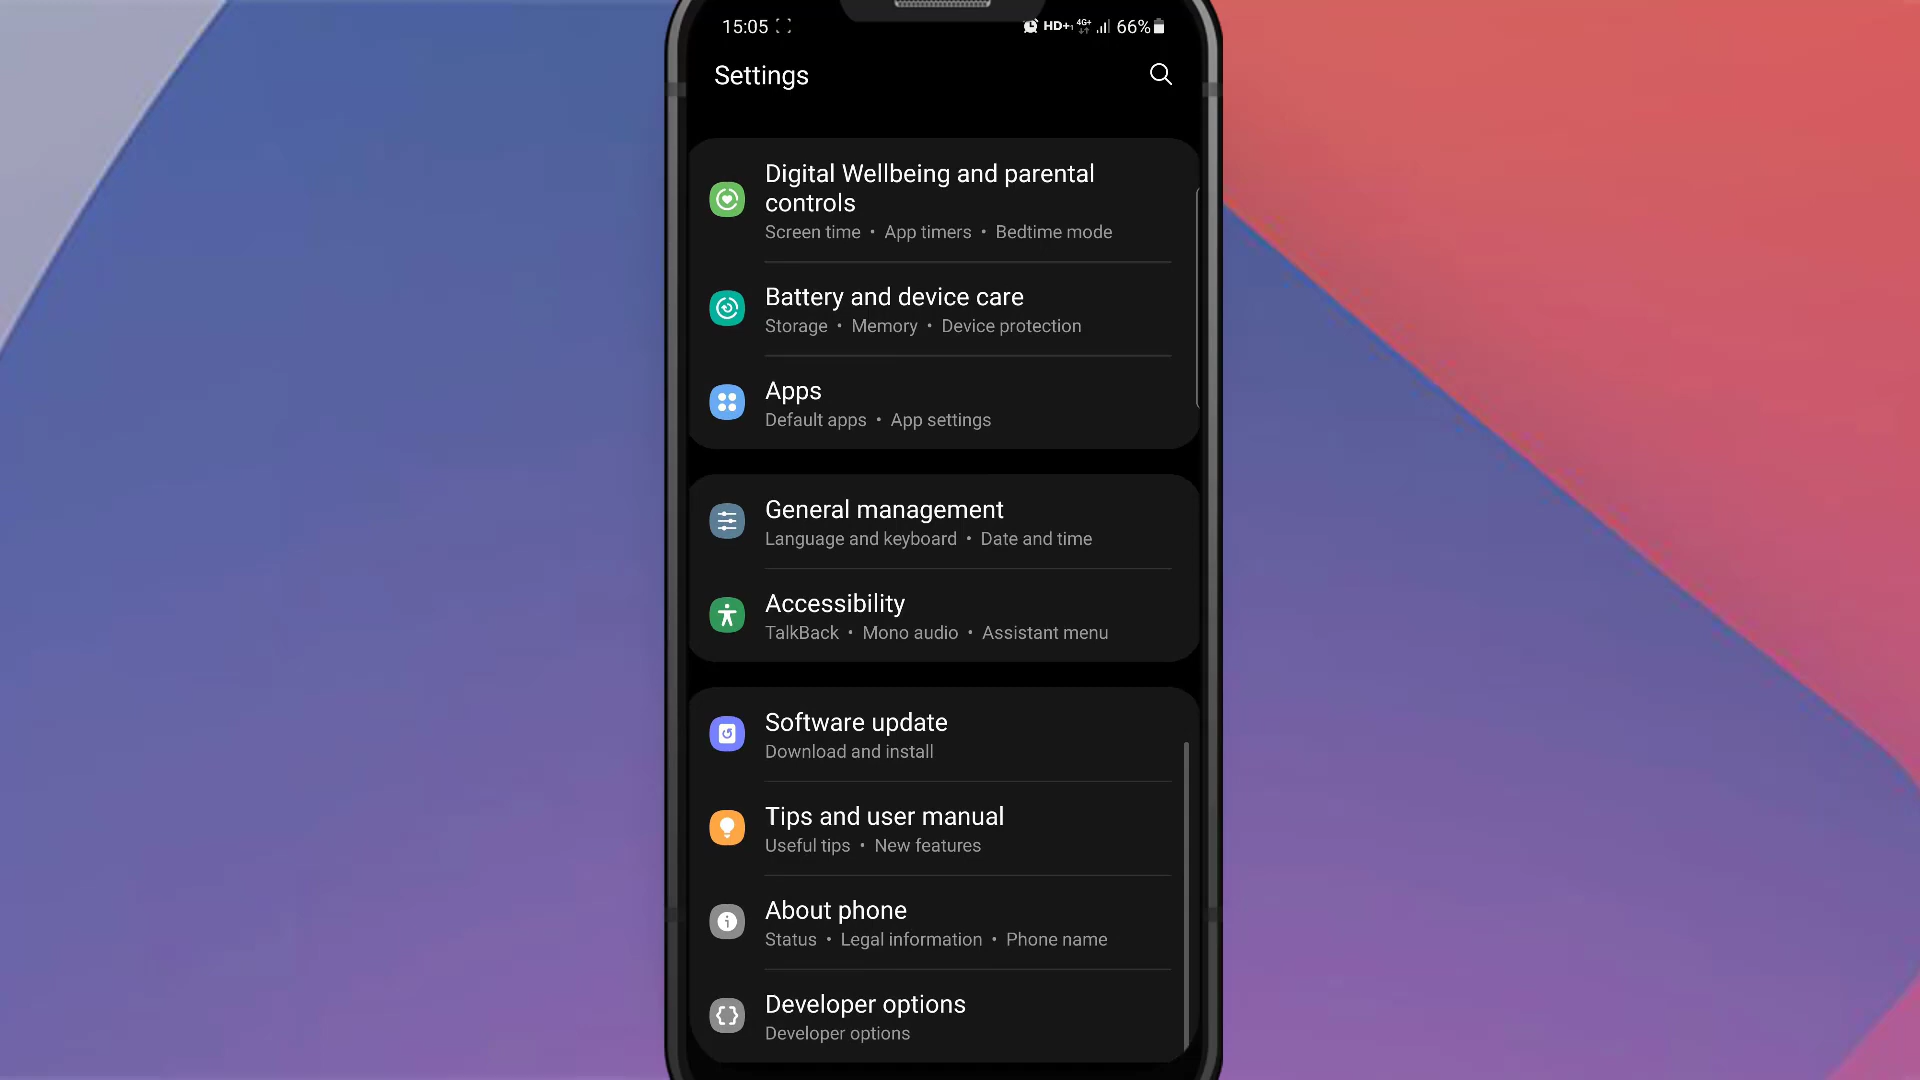 15:05 HD+1 4G+ 66%
Settings
Digital Wellbeing and parental
controls
Screen time • App timers • Bedtime mode
Battery and device care
Storage • Memory • Device protection
Apps
Default apps • App settings
General management
Language and keyboard • Date and time
Accessibility
TalkBack • Mono audio • Assistant menu
Software update
Download and install
Tips and user manual
Useful tips • New features
About phone
Status • Legal information • Phone name
Developer options
Developer options